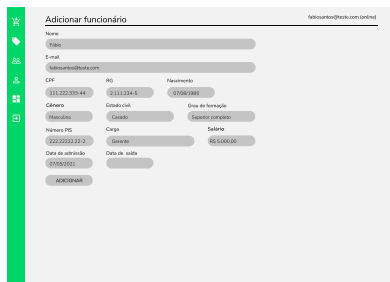 Adicionar funcionário
fabiosantos@teste.com (online)
Nome
Fábio
E-mail
fabiosantos@teste.com
CPF RG Nascimento
111.222.333-44 2.111.234-5 07/08/1985
Gênero Estado civil Grau de formação
Masculino Casado Superior completo
Número PIS Cargo Salário
222.22222.22-2 Gerente R$ 5.000,00
Data de admissão Data de saída
07/05/2021
ADICIONAR